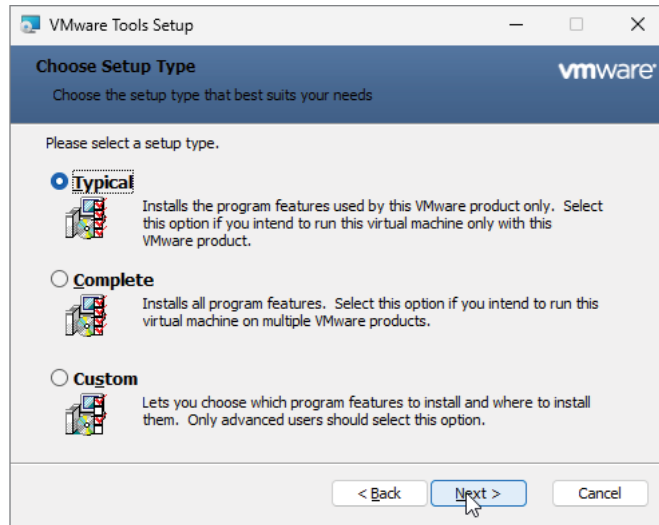 VMware Tools Setup
Choose Setup Type
vmware
Choose the setup type that best suits your needs
Please select a setup type.
Typical
Installs the program features used by this VMware product only.  Select
this option if you intend to run this virtual machine only with this
VMware product.
Complete
Installs all program features.  Select this option if you intend to run this
virtual machine on multiple VMware products.
Custom
Lets you choose which program features to install and where to install
them.  Only advanced users should select this option.
< Back
Next >
Cancel